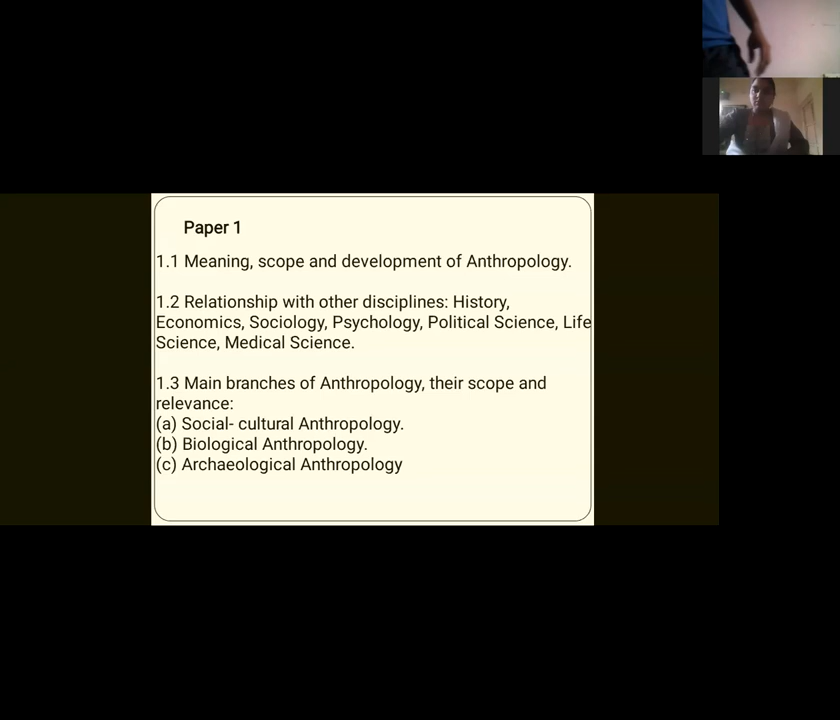 Paper 1
1.1 Meaning, scope and development of Anthropology.
1.2 Relationship with other disciplines: History,
Economics, Sociology, Psychology, Political Science, Life
Science, Medical Science.
1.3 Main branches of Anthropology, their scope and
relevance:
(a) Social- cultural Anthropology.
(b) Biological Anthropology.
(c) Archaeological Anthropology